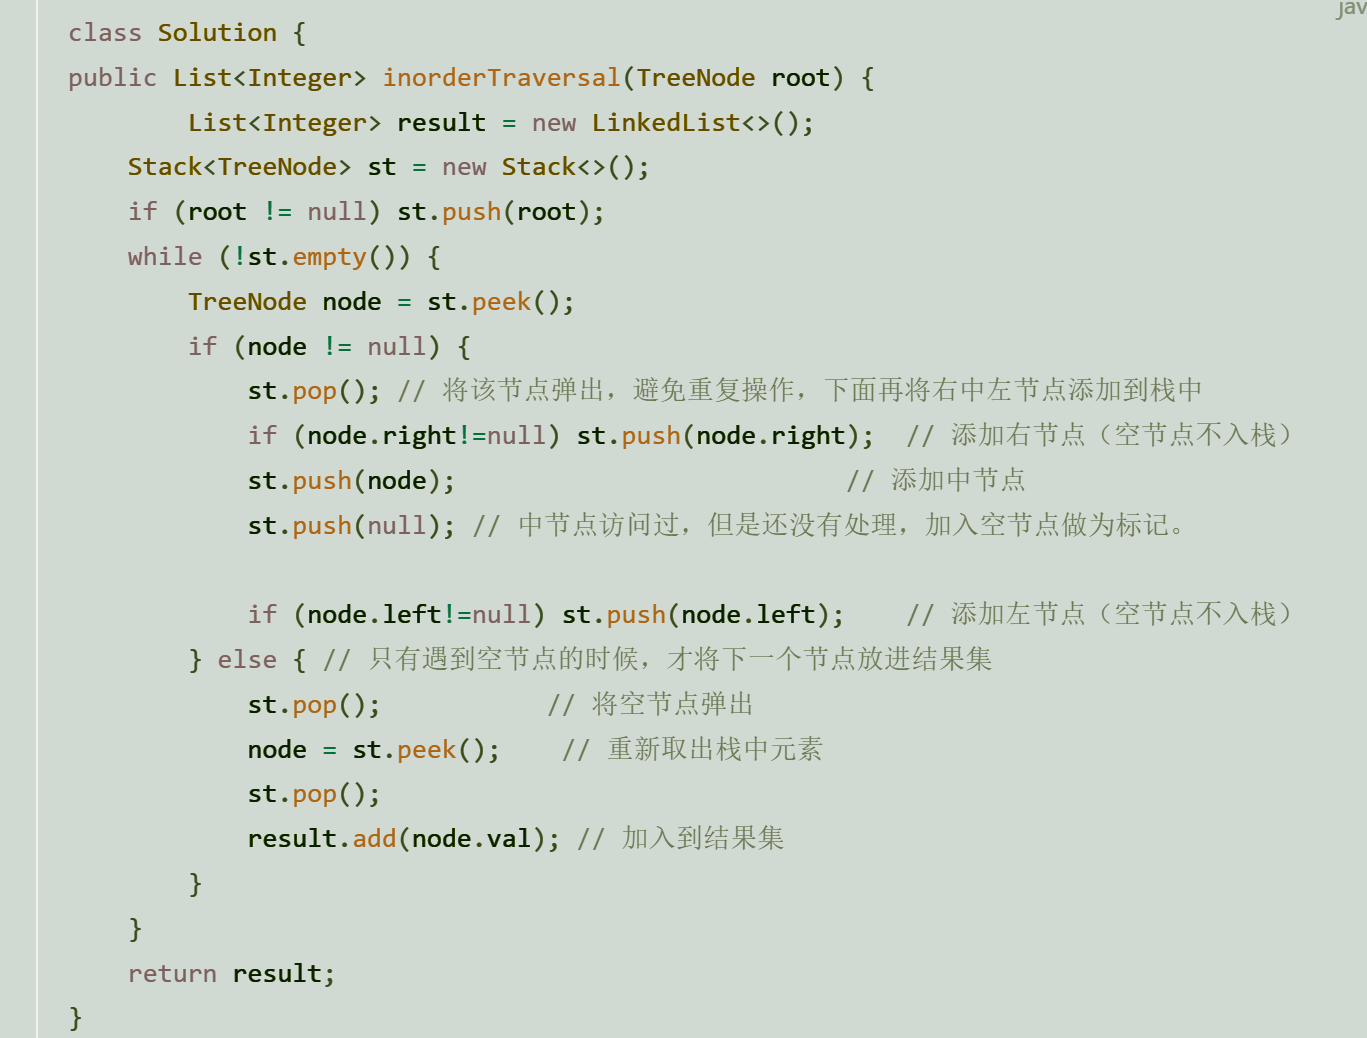 jav
class Solution {
public List<Integer> inorderTraversal(TreeNode root) {
        List<Integer> result = new LinkedList<>();
    Stack<TreeNode> st = new Stack<>();
    if (root != null) st.push(root);
    while (!st.empty()) {
        TreeNode node = st.peek();
        if (node != null) {
            st.pop(); // 将该节点弹出，避免重复操作，下面再将右中左节点添加到栈中
            if (node.right!=null) st.push(node.right);  // 添加右节点（空节点不入栈）
            st.push(node);                          // 添加中节点
            st.push(null); // 中节点访问过，但是还没有处理，加入空节点做为标记。
            if (node.left!=null) st.push(node.left);    // 添加左节点（空节点不入栈）
        } else { // 只有遇到空节点的时候，才将下一个节点放进结果集
            st.pop();           // 将空节点弹出
            node = st.peek();    // 重新取出栈中元素
            st.pop();
            result.add(node.val); // 加入到结果集
        }
    }
    return result;
}